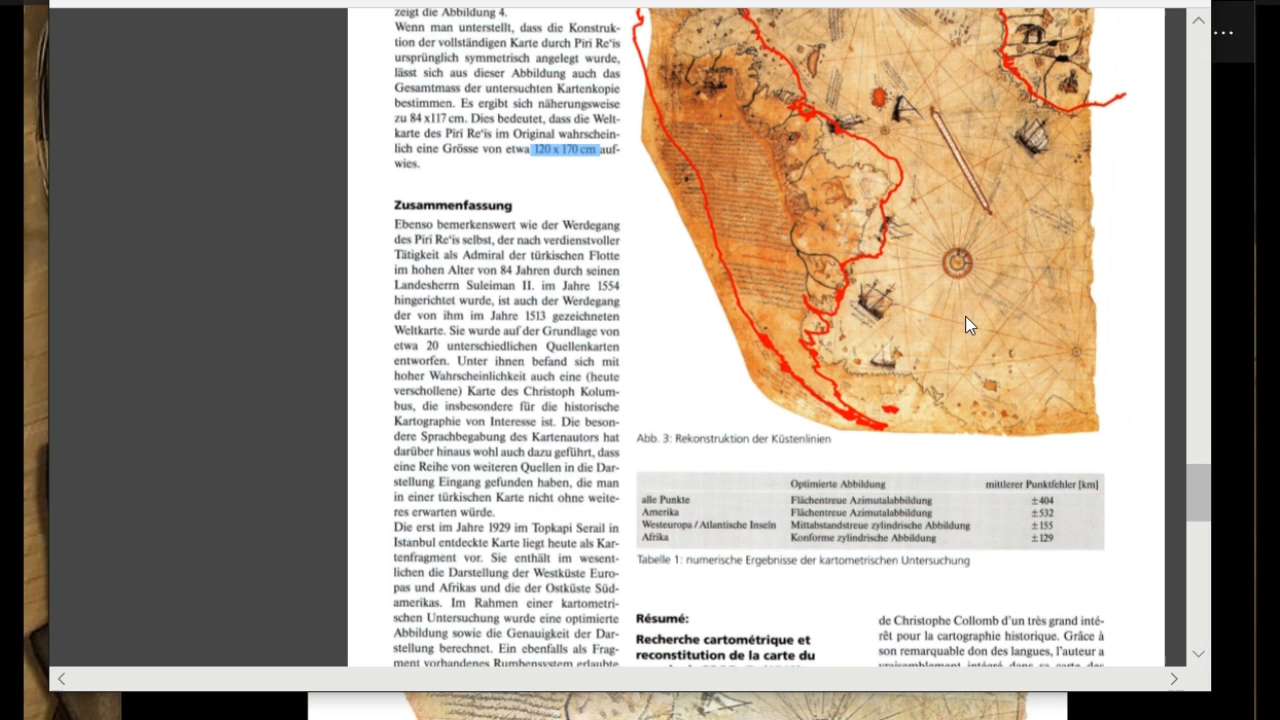 zeigt die Abbildung 4.
Wenn man unterstellt, dass die Konstruk-
tion der vollständigen Karte durch Piri Re'is
ursprünglich symmetrisch angelegt wurde,
lässt sich aus dieser Abbildung auch das
Gesamtmass der untersuchten Kartenkopie
bestimmen. Es ergibt sich näherungsweise
zu 84 x117 cm. Dies bedeutet, dass die Welt-
karte des Piri Re'is im Original wahrschein-
lich eine Grösse von etwa 120 x 170 cm auf-
wies.
Zusammenfassung
Ebenso bemerkenswert wie der Werdegang
des Piri Re'is selbst, der nach verdienstvoller
Tätigkeit als Admiral der türkischen Flotte
im hohen Alter von 84 Jahren durch seinen
Landesherrn Suleiman II. im Jahre 1554
hingerichtet wurde, ist auch der Werdegang
der von ihm im Jahre 1513 gezeichneten
Weltkarte. Sie wurde auf der Grundlage von
etwa 20 unterschiedlichen Quellenkarten
entworfen. Unter ihnen befand sich mit
hoher Wahrscheinlichkeit auch eine (heute
verschollene) Karte des Christoph Kolum-
bus, die insbesondere für die historische
Kartographie von Interesse ist. Die beson-
dere Sprachbegabung des Kartenautors hat
darüber hinaus wohl auch dazu geführt, dass
eine Reihe von weiteren Quellen in die Dar-
stellung Eingang gefunden haben, die man
in einer türkischen Karte nicht ohne weite-
res erwarten würde.
Die erst im Jahre 1929 im Topkapi Serail in
Istanbul entdeckte Karte liegt heute als Kar-
tenfragment vor. Sie enthält im wesent-
lichen die Darstellung der Westküste Euro-
pas und Afrikas und die der Ostküste Süd-
amerikas. Im Rahmen einer kartometri-
schen Untersuchung wurde eine optimierte
Abbildung sowie die Genauigkeit der Dar-
stellung berechnet. Ein ebenfalls als Frag-
ment vorhandenes Rumbensystem erlaubte
Abb. 3: Rekonstruktion der Küstenlinien
Optimierte Abbildung mittlerer Punktfehler [km]
alle Punkte Flächentreue Azimutalabbildung ±404
Amerika Flächentreue Azimutalabbildung ±532
Westeuropa / Atlantische Inseln Mittabstandstreue zylindrische Abbildung ±155
Afrika Konforme zylindrische Abbildung ±129
Tabelle 1: numerische Ergebnisse der kartometrischen Untersuchung
Résumé:
Recherche cartométrique et
reconstitution de la carte du
de Christophe Collomb d'un très grand inté-
rêt pour la cartographie historique. Grâce à
son remarquable don des langues, l'auteur a
vraisemblablement intégré dans sa carte des